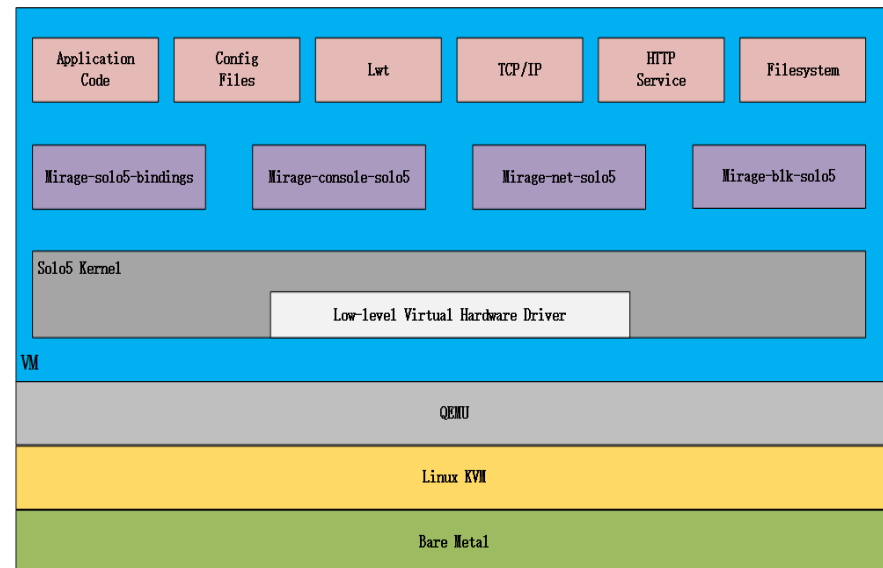 Application
Code
Config
Files
Lwt
TCP/IP
HTTP
Service
Filesystem
Mirage-solo5-bindings
Mirage-console-solo5
Mirage-net-solo5
Mirage-blk-solo5
Solo5 Kernel
Low-level Virtual Hardware Driver
VM
QEMU
Linux KVM
Bare Metal